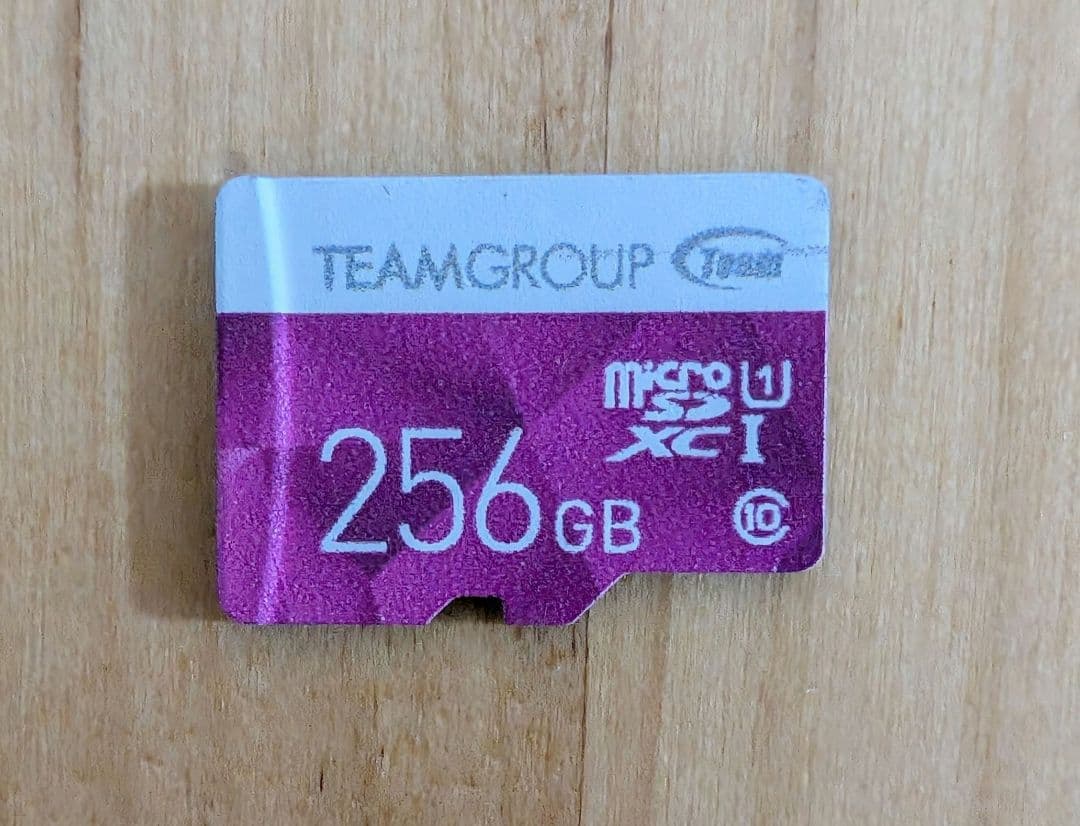 TEAMGROUP Team
micro U1
SD
XC I
256GB
10